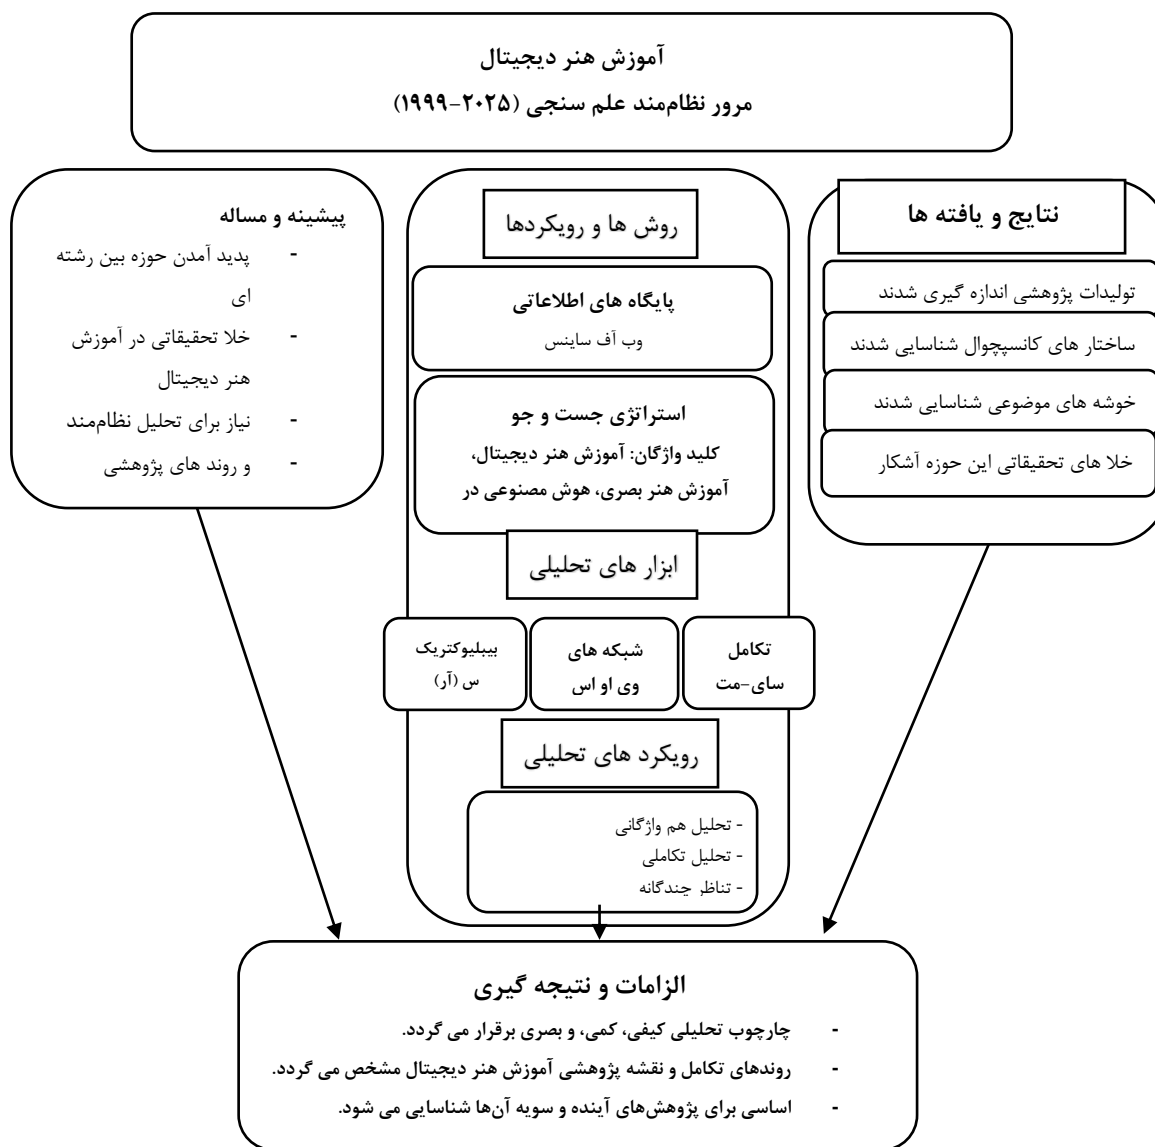 آموزش هنر دیجیتال
مرور نظام‌مند علم سنجی (۲۰۲۵-۱۹۹۹)
نتایج و یافته ها
تولیدات پژوهشی اندازه گیری شدند
ساختار های کانسپچوال شناسایی شدند
خوشه های موضوعی شناسایی شدند
خلا های تحقیقاتی این حوزه آشکار
روش ها و رویکردها
پایگاه های اطلاعاتی
وب آف ساینس
استراتژی جست و جو
کلید واژگان: آموزش هنر دیجیتال،
آموزش هنر بصری، هوش مصنوعی در
ابزار های تحلیلی
تکامل
سای-مت
شبکه های
وی او اس
بیبلیوکتریک
س (آر)
رویکرد های تحلیلی
- تحلیل هم واژگانی
- تحلیل تکاملی
- تناظر چندگانه
پیشینه و مساله
- پدید آمدن حوزه بین رشته
ای
- خلا تحقیقاتی در آموزش
هنر دیجیتال
- نیاز برای تحلیل نظام‌مند
- و روند های پژوهشی
الزامات و نتیجه گیری
- چارچوب تحلیلی کیفی، کمی، و بصری برقرار می گردد.
- روندهای تکامل و نقشه پژوهشی آموزش هنر دیجیتال مشخص می گردد.
- اساسی برای پژوهش‌های آینده و سویه آن‌ها شناسایی می شود.